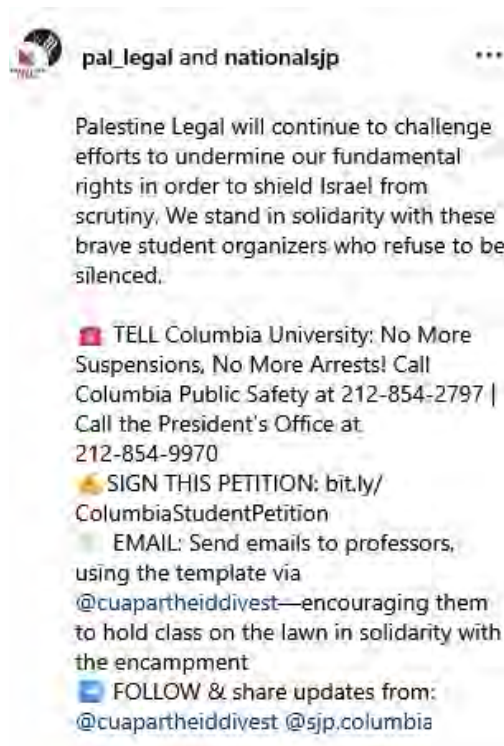 pal_legal and nationalsjp
Palestine Legal will continue to challenge
efforts to undermine our fundamental
rights in order to shield Israel from
scrutiny. We stand in solidarity with these
brave student organizers who refuse to be
silenced.
TELL Columbia University: No More
Suspensions, No More Arrests! Call
Columbia Public Safety at 212-854-2797 |
Call the President's Office at
212-854-9970
SIGN THIS PETITION: bit.ly/
ColumbiaStudentPetition
EMAIL: Send emails to professors,
using the template via
@cuapartheiddivest—encouraging them
to hold class on the lawn in solidarity with
the encampment
FOLLOW & share updates from:
@cuapartheiddivest @sjp.columbia